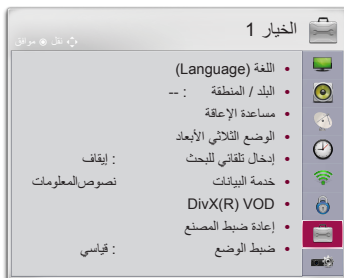 الخيار 1
نقل موافق
اللغة (Language)
البلد / المنطقة : --
مساعدة الإعاقة
الوضع الثلاثي الأبعاد
إدخال تلقائي للبحث : إيقاف
خدمة البيانات نصوص‌المعلومات
DivX(R) VOD
إعادة ضبط المصنع
ضبط الوضع : قياسي